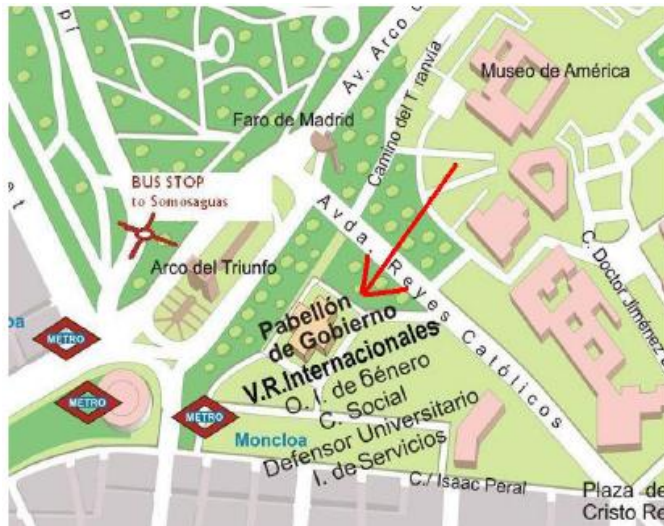 Av. Arco
Camino del Tranvía
Museo de América
Faro de Madrid
BUS STOP
to Somosaguas
Avda. Reyes Católicos
Arco del Triunfo
C. Doctor Jiménez
Pabellón
de Gobierno
V.R.Internacionales
O. I. de Género
C. Social
Defensor Universitario
I. de Servicios
METRO
METRO
METRO
Moncloa
C./ Isaac Peral
Plaza de
Cristo Re